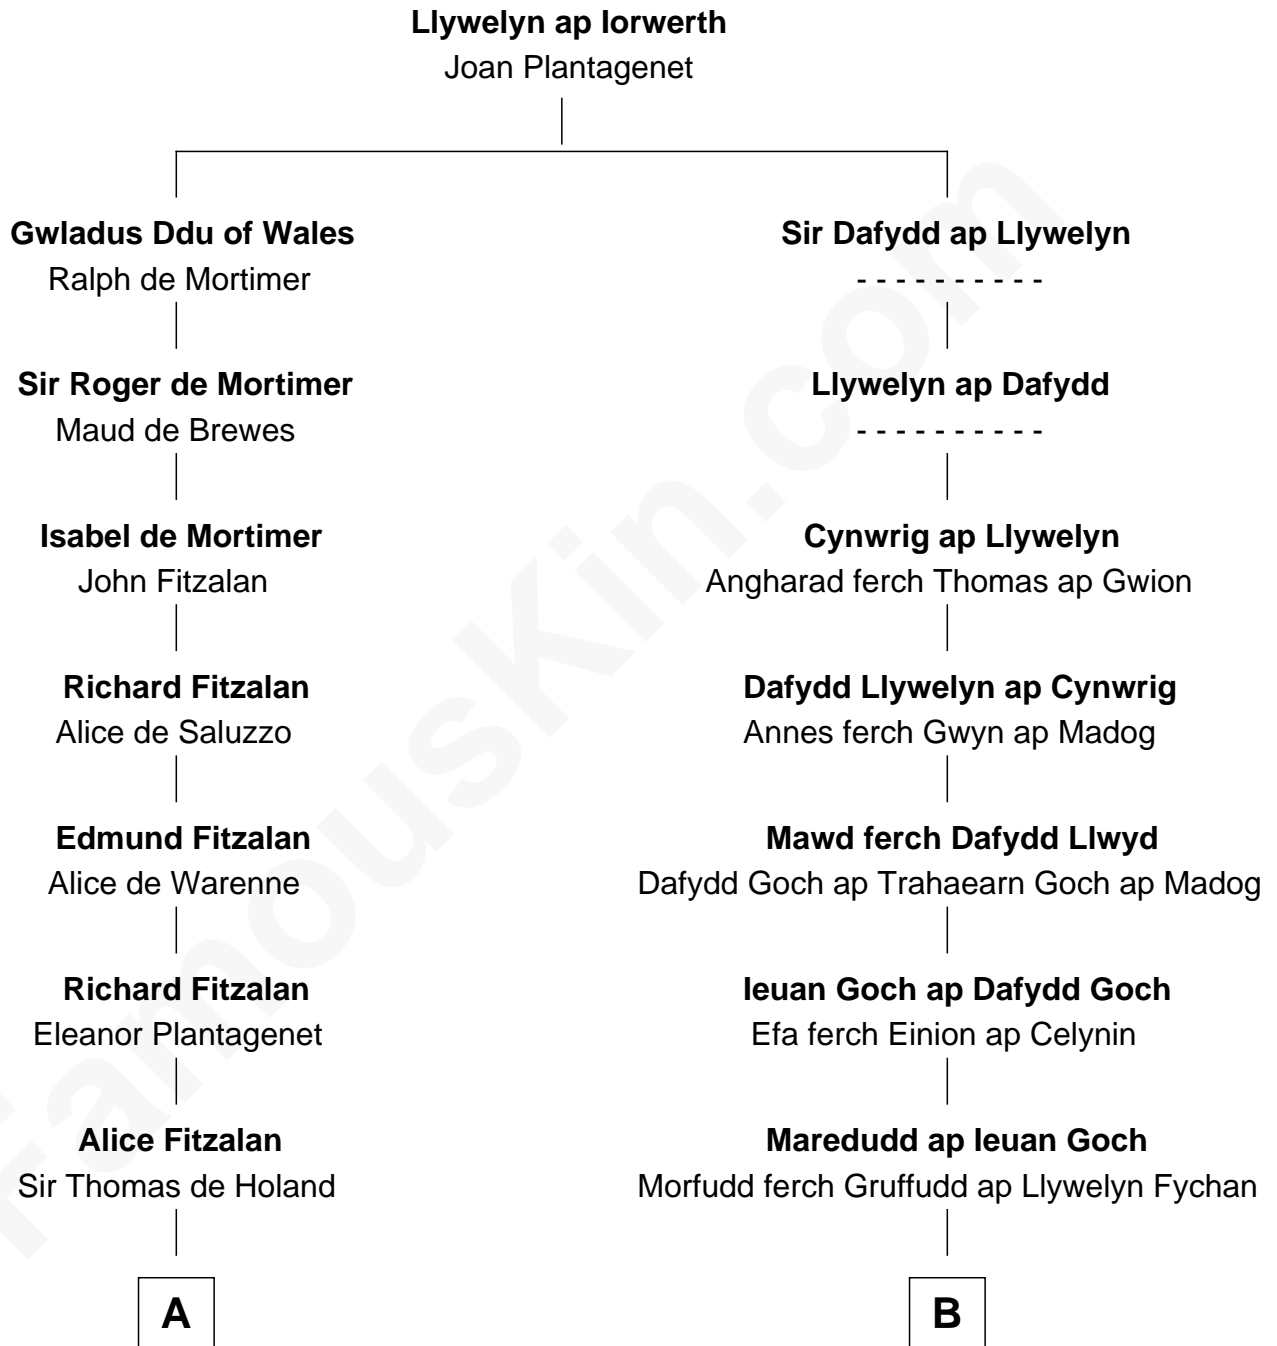 Llywelyn ap Iorwerth
Joan Plantagenet
Gwladus Ddu of Wales
Ralph de Mortimer
Sir Dafydd ap Llywelyn
- - - - - - - - - -
Sir Roger de Mortimer
Maud de Brewes
Llywelyn ap Dafydd
- - - - - - - - - -
Isabel de Mortimer
John Fitzalan
Cynwrig ap Llywelyn
Angharad ferch Thomas ap Gwion
Richard Fitzalan
Alice de Saluzzo
Dafydd Llywelyn ap Cynwrig
Annes ferch Gwyn ap Madog
Edmund Fitzalan
Alice de Warenne
Mawd ferch Dafydd Llwyd
Dafydd Goch ap Trahaearn Goch ap Madog
Richard Fitzalan
Eleanor Plantagenet
Ieuan Goch ap Dafydd Goch
Efa ferch Einion ap Celynin
Alice Fitzalan
Sir Thomas de Holand
Maredudd ap Ieuan Goch
Morfudd ferch Gruffudd ap Llywelyn Fychan
A
B
FamousKin.com